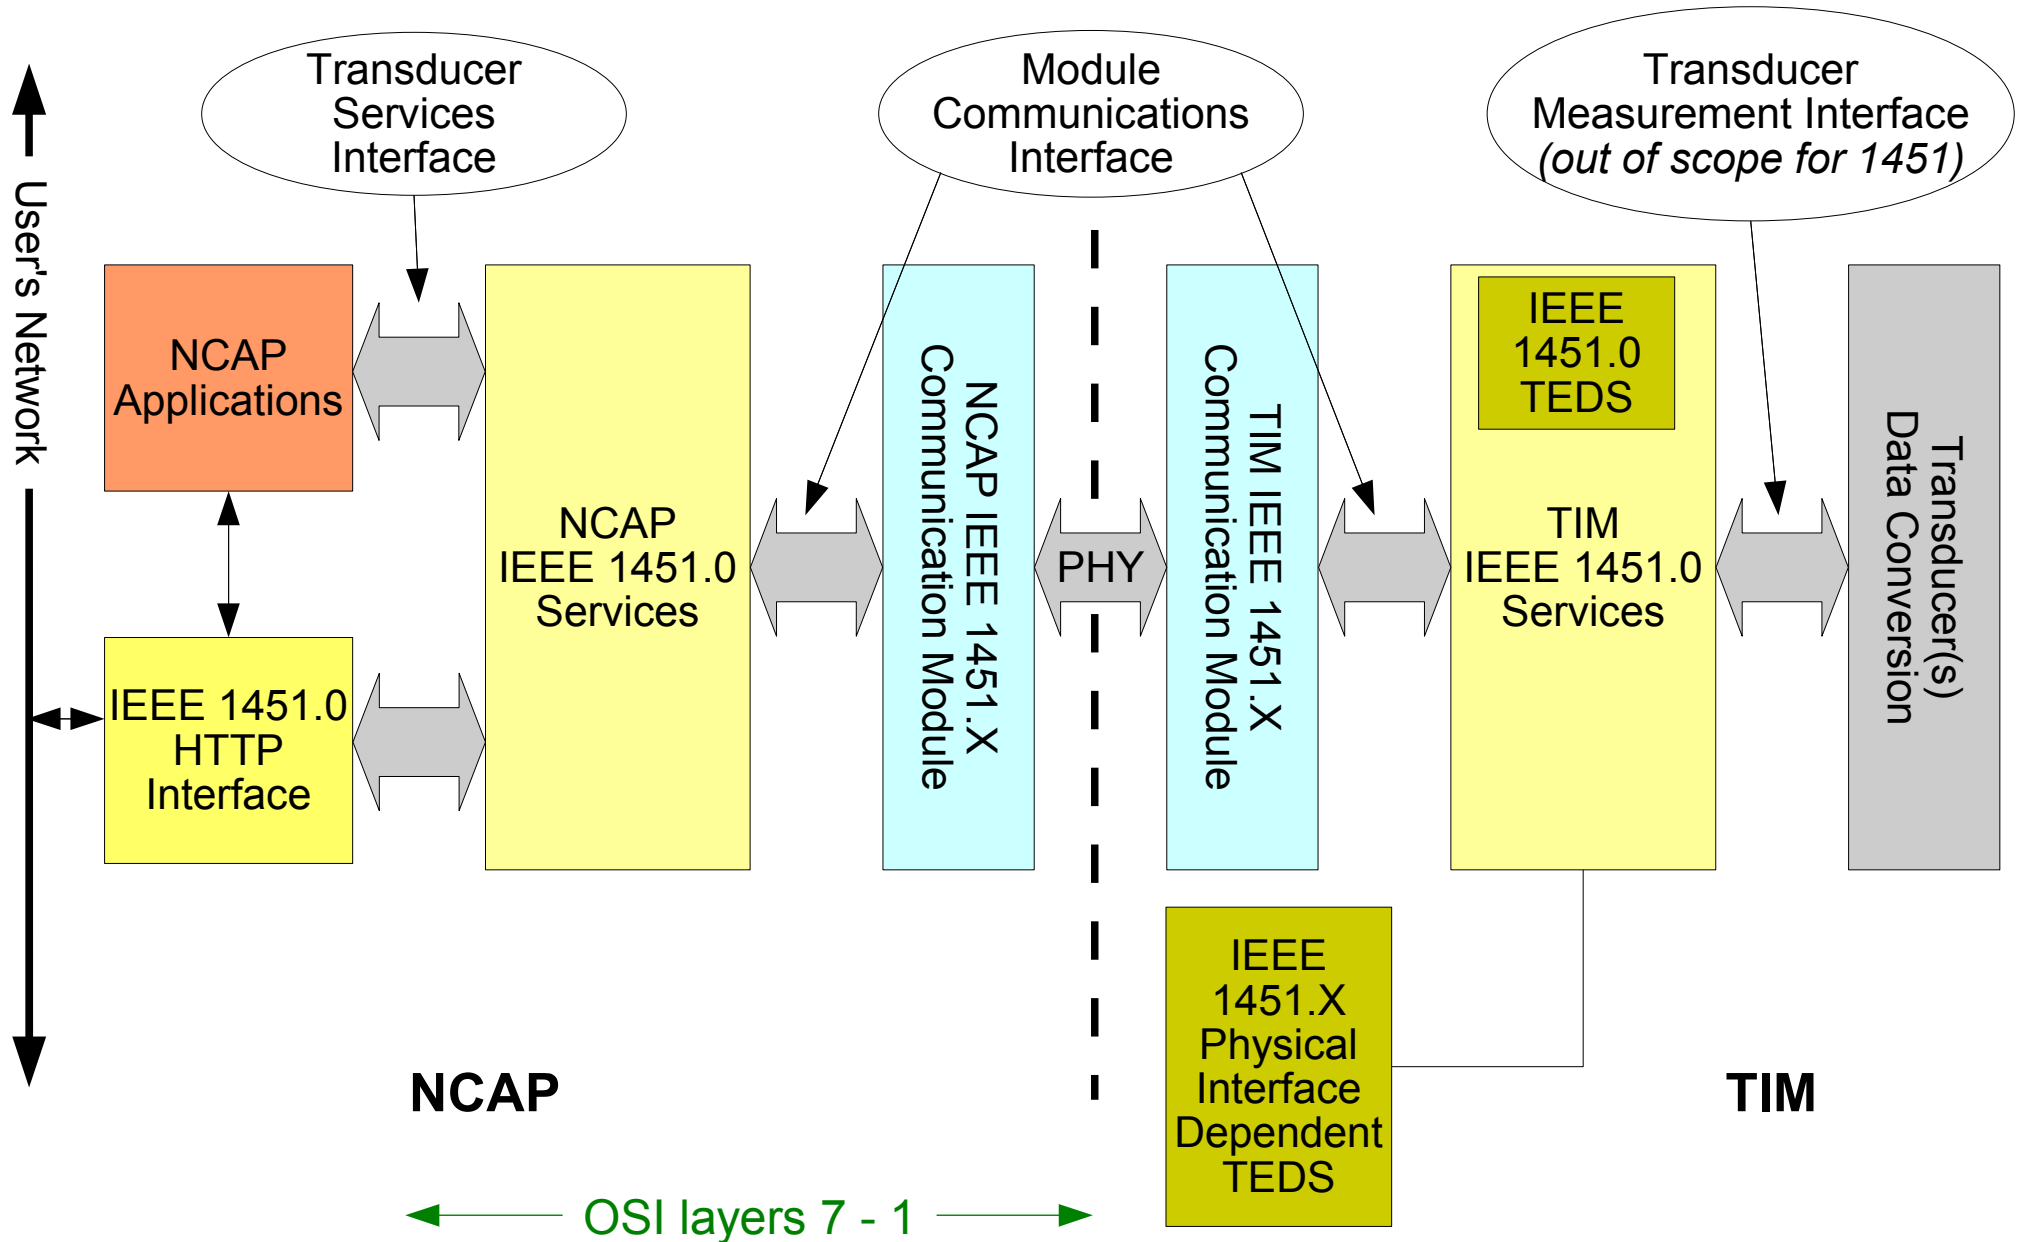 Transducer
Services
Interface
Module
Communications
Interface
Transducer
Measurement Interface
(out of scope for 1451)
User's Network
NCAP
Applications
IEEE 1451.0
HTTP
Interface
NCAP
IEEE 1451.0
Services
NCAP IEEE 1451.X
Communication Module
PHY
TIM IEEE 1451.X
Communication Module
IEEE
1451.0
TEDS
TIM
IEEE 1451.0
Services
Transducer(s)
Data Conversion
IEEE
1451.X
Physical
Interface
Dependent
TEDS
NCAP
TIM
OSI layers 7 - 1